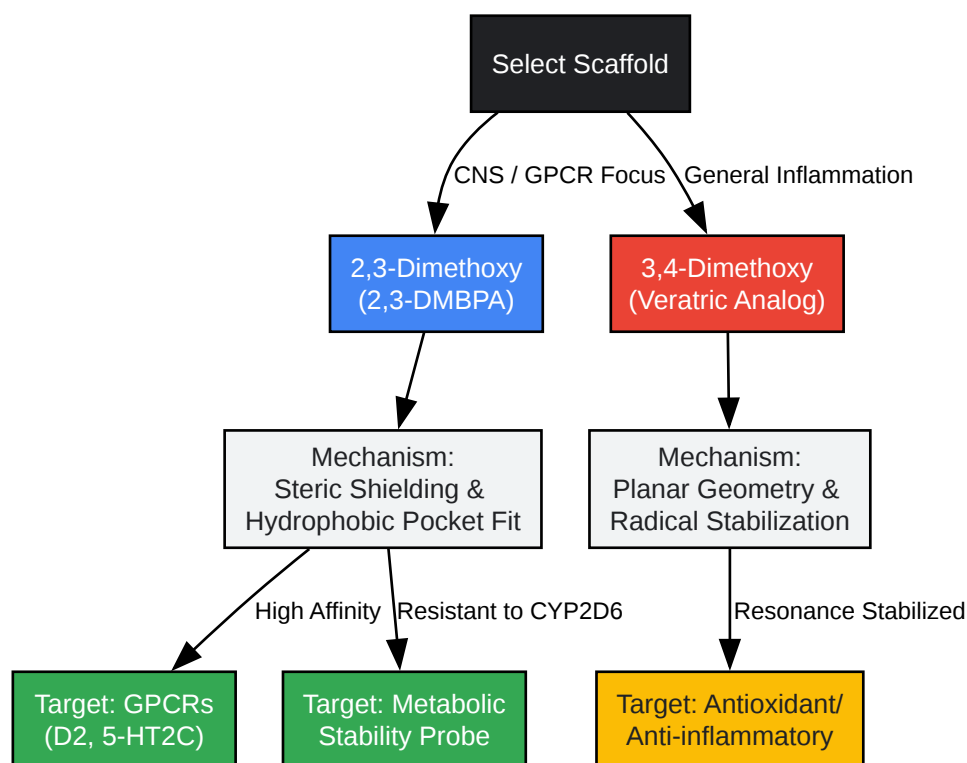 Select Scaffold
CNS / GPCR Focus
General Inflammation
2,3-Dimethoxy
(2,3-DMBPA)
3,4-Dimethoxy
(Veratric Analog)
Mechanism:
Steric Shielding &
Hydrophobic Pocket Fit
Mechanism:
Planar Geometry &
Radical Stabilization
High Affinity
Resistant to CYP2D6
Resonance Stabilized
Target: GPCRs
(D2, 5-HT2C)
Target: Metabolic
Stability Probe
Target: Antioxidant/
Anti-inflammatory